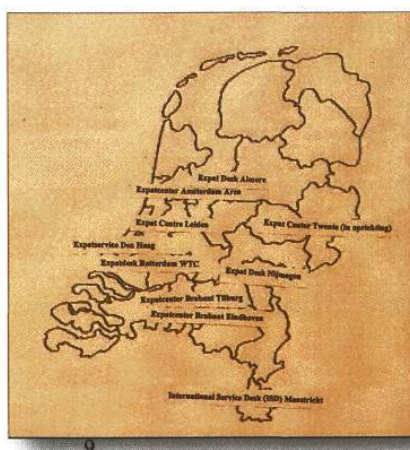 Expat Desk Almere
Expatcenter Amsterdam Area
Expat Centre Leiden
Expat Center Twente (in oprichting)
Expatservice Den Haag
Expatdesk Rotterdam WTC
Expat Desk Nijmegen
Expatcenter Brabant Tilburg
Expatcenter Brabant Eindhoven
International Service Desk (ISD) Maastricht
9